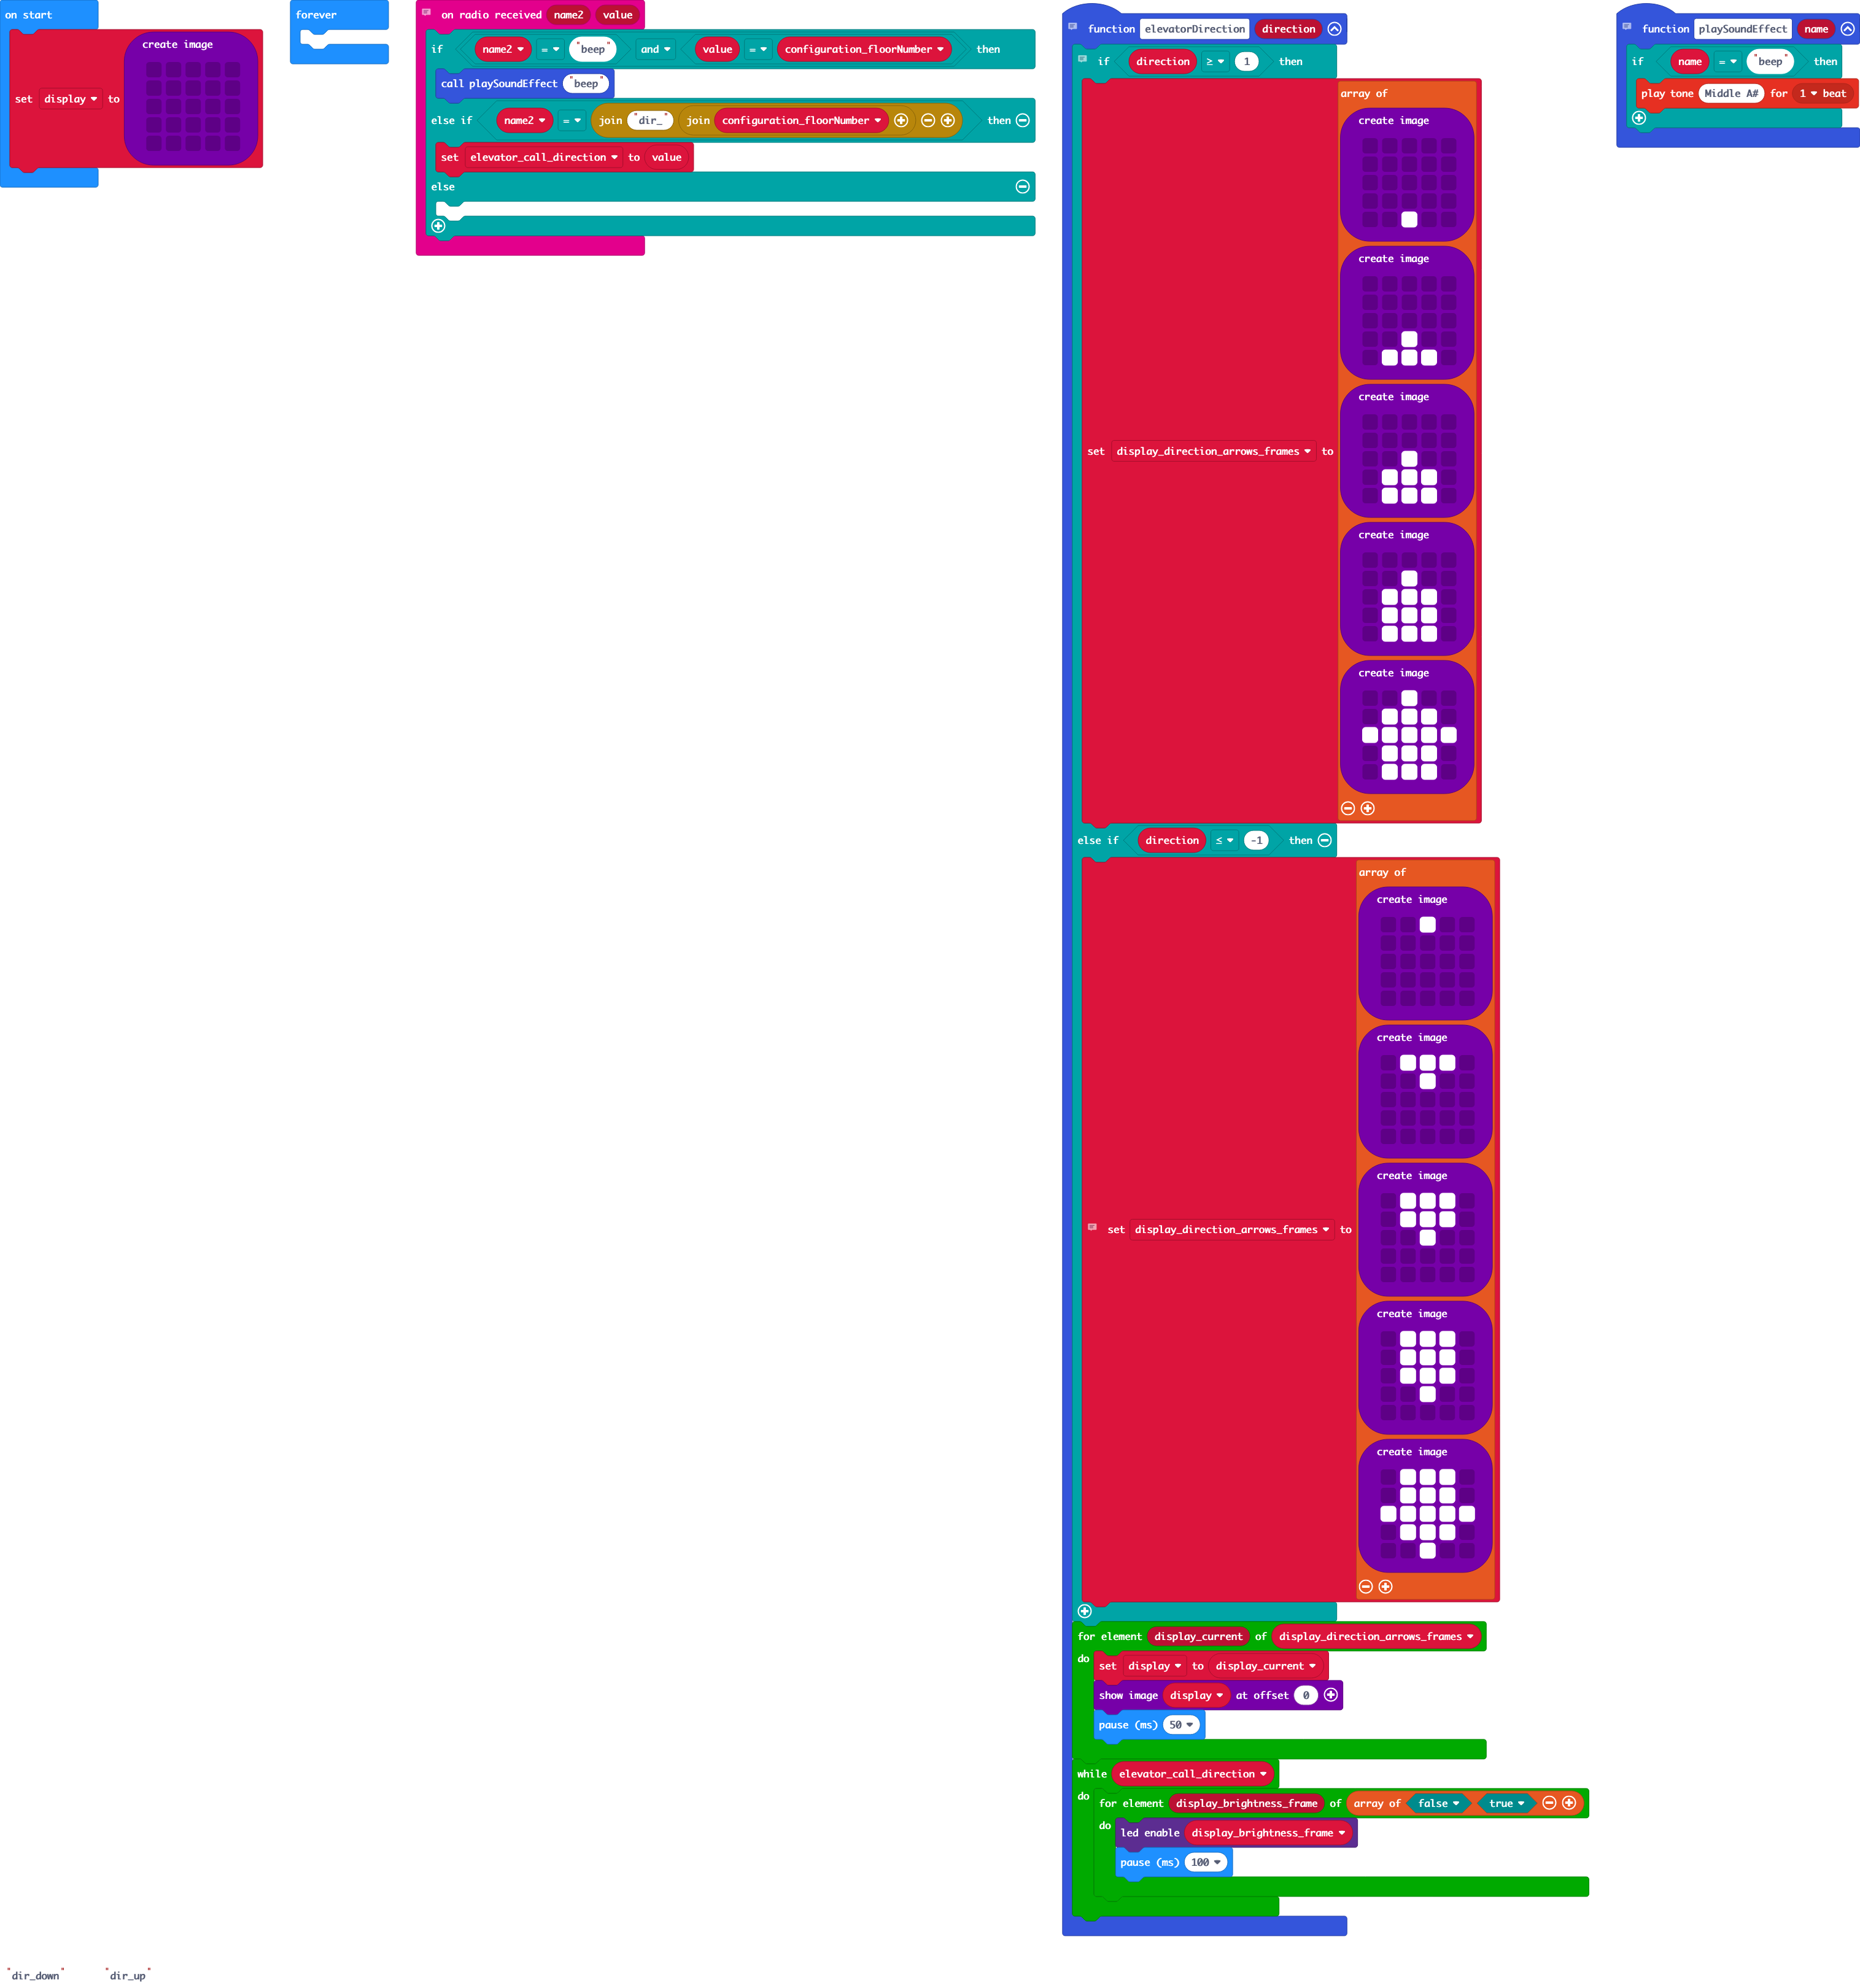 on start
set display to create image
forever
on radio received name2 value
if name2 = "beep" and value = configuration_floorNumber then
call playSoundEffect "beep"
else if name2 = join "dir_" join configuration_floorNumber then
set elevator_call_direction to value
else
function elevatorDirection direction
if direction ≥ 1 then
set display_direction_arrows_frames to array of
create image
create image
create image
create image
create image
else if direction ≤ -1 then
set display_direction_arrows_frames to array of
create image
create image
create image
create image
create image
for element display_current of display_direction_arrows_frames
do set display to display_current
show image display at offset 0
pause (ms) 50
while elevator_call_direction
do for element display_brightness_frame of array of false true
do led enable display_brightness_frame
pause (ms) 100
function playSoundEffect name
if name = "beep" then
play tone Middle A# for 1 beat
"dir_down"
"dir_up"